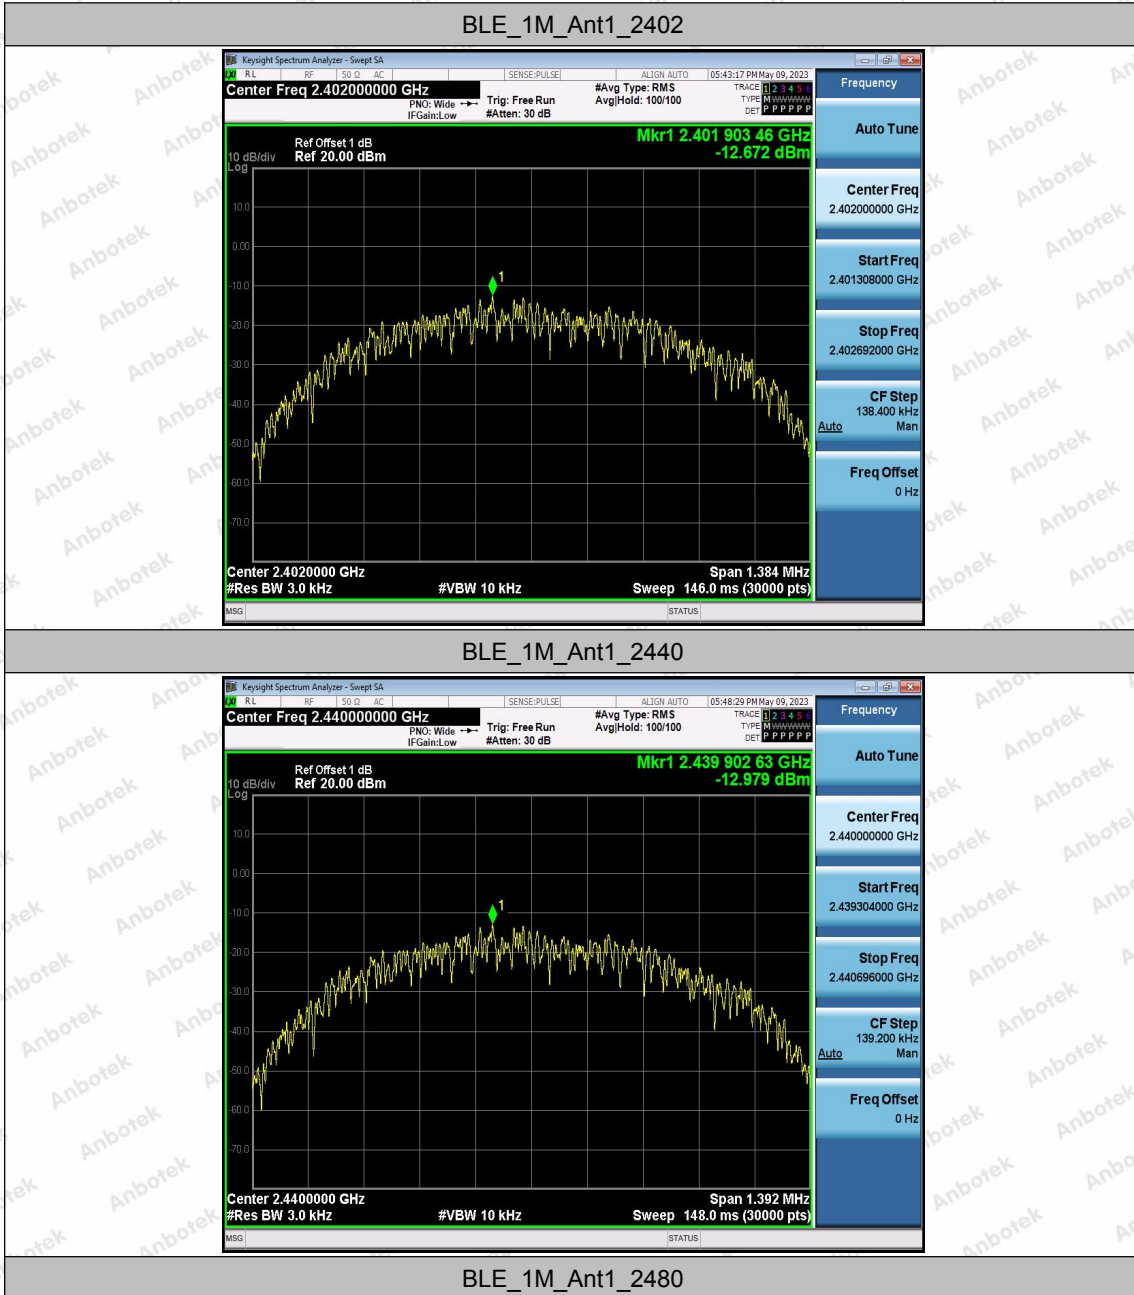 BLE_1M_Ant1_2402
Keysight Spectrum Analyzer - Swept SA
LXI RL RF 50 Ω AC SENSE:PULSE ALIGN AUTO 05:43:17 PM May 09, 2023
Center Freq 2.402000000 GHz
PNO: Wide
IFGain:Low
Trig: Free Run
#Atten: 30 dB
#Avg Type: RMS
Avg|Hold: 100/100
TRACE 1 2 3 4 5 6
TYPE M WWWWW
DET P P P P P P
Frequency
Auto Tune
Center Freq
2.402000000 GHz
Start Freq
2.401308000 GHz
Stop Freq
2.402692000 GHz
CF Step
138.400 kHz
Auto Man
Freq Offset
0 Hz
Mkr1 2.401 903 46 GHz
-12.672 dBm
Ref Offset 1 dB
10 dB/div Ref 20.00 dBm
Log
10.0
0.00
1
-10.0
-20.0
-30.0
-40.0
-50.0
-60.0
-70.0
Center 2.4020000 GHz Span 1.384 MHz
#Res BW 3.0 kHz #VBW 10 kHz Sweep 146.0 ms (30000 pts)
MSG STATUS
BLE_1M_Ant1_2440
Keysight Spectrum Analyzer - Swept SA
LXI RL RF 50 Ω AC SENSE:PULSE ALIGN AUTO 05:48:29 PM May 09, 2023
Center Freq 2.440000000 GHz
PNO: Wide
IFGain:Low
Trig: Free Run
#Atten: 30 dB
#Avg Type: RMS
Avg|Hold: 100/100
TRACE 1 2 3 4 5 6
TYPE M WWWWW
DET P P P P P P
Frequency
Auto Tune
Center Freq
2.440000000 GHz
Start Freq
2.439304000 GHz
Stop Freq
2.440696000 GHz
CF Step
139.200 kHz
Auto Man
Freq Offset
0 Hz
Mkr1 2.439 902 63 GHz
-12.979 dBm
Ref Offset 1 dB
10 dB/div Ref 20.00 dBm
Log
10.0
0.00
1
-10.0
-20.0
-30.0
-40.0
-50.0
-60.0
-70.0
Center 2.4400000 GHz Span 1.392 MHz
#Res BW 3.0 kHz #VBW 10 kHz Sweep 148.0 ms (30000 pts)
MSG STATUS
BLE_1M_Ant1_2480